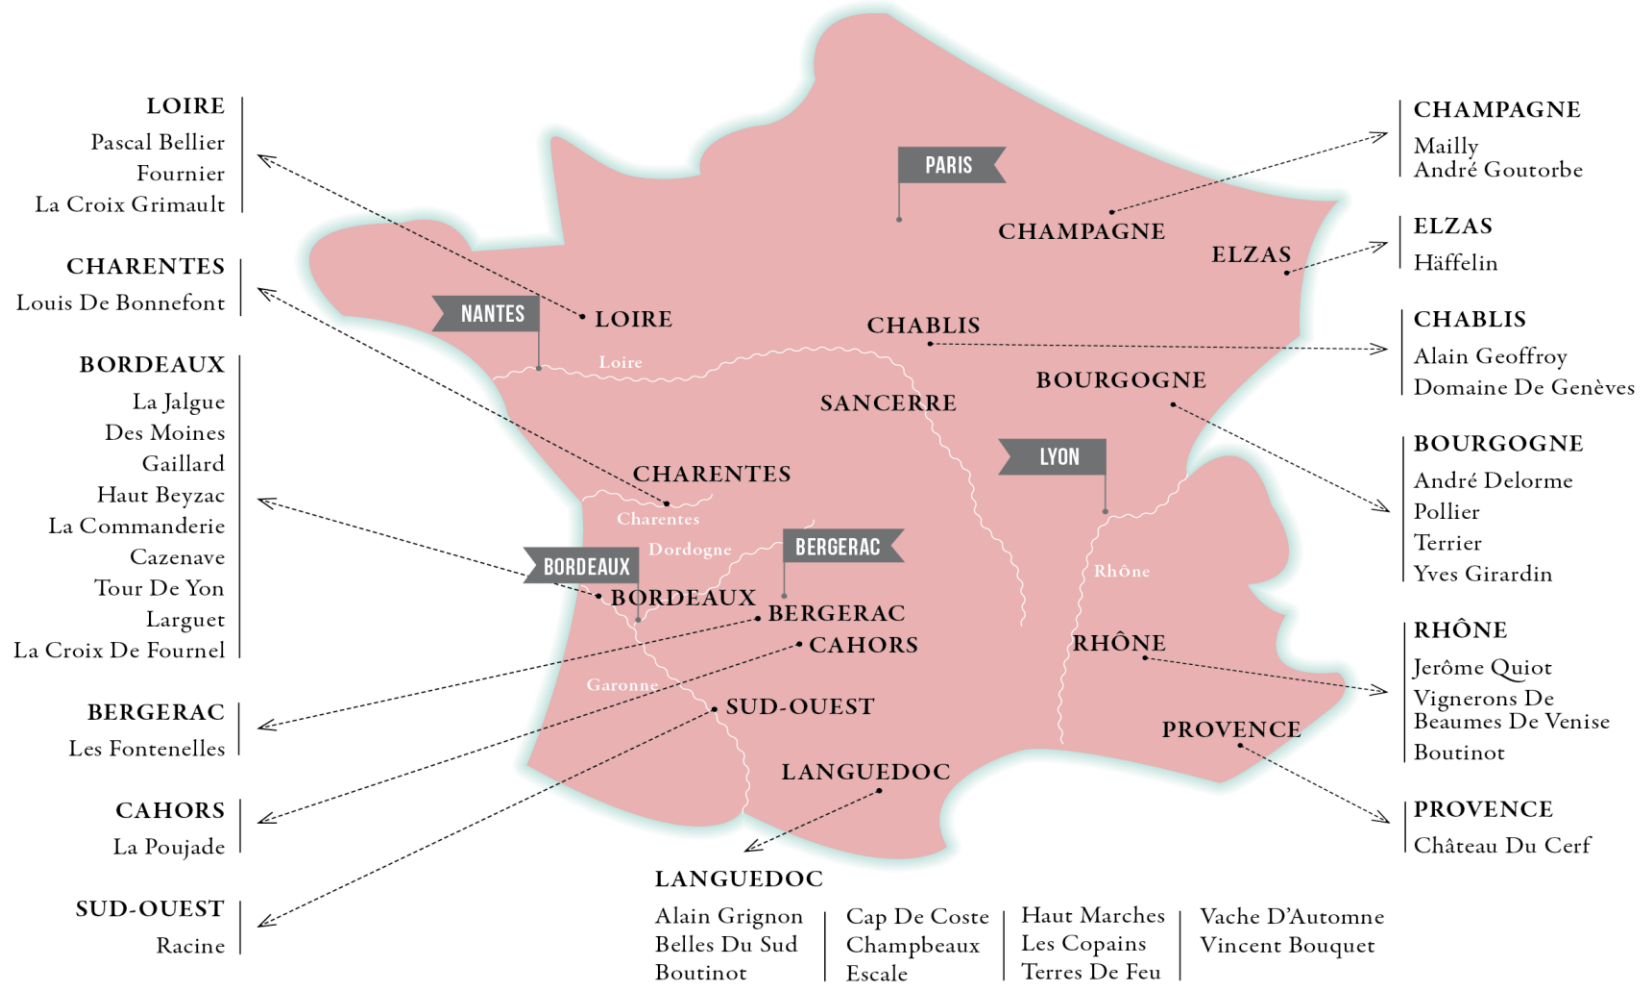 LOIRE
Pascal Bellier
Fournier
La Croix Grimault
CHARENTES
Louis De Bonnefont
BORDEAUX
La Jalgue
Des Moines
Gaillard
Haut Beyzac
La Commanderie
Cazenave
Tour De Yon
Larguet
La Croix De Fournel
BERGERAC
Les Fontenelles
CAHORS
La Poujade
SUD-OUEST
Racine
PARIS
CHAMPAGNE
ELZAS
NANTES
LOIRE
CHABLIS
Loire
BOURGOGNE
SANCERRE
LYON
CHARENTES
Charentes
Dordogne
BERGERAC
BORDEAUX
Rhône
BORDEAUX
BERGERAC
CAHORS
RHÔNE
Garonne
SUD-OUEST
PROVENCE
LANGUEDOC
CHAMPAGNE
Mailly
André Goutorbe
ELZAS
Häffelin
CHABLIS
Alain Geoffroy
Domaine De Genèves
BOURGOGNE
André Delorme
Pollier
Terrier
Yves Girardin
RHÔNE
Jerôme Quiot
Vignerons De
Beaumes De Venise
Boutinot
PROVENCE
Château Du Cerf
LANGUEDOC
Alain Grignon
Belles Du Sud
Boutinot
Cap De Coste
Champbeaux
Escale
Haut Marches
Les Copains
Terres De Feu
Vache D’Automne
Vincent Bouquet